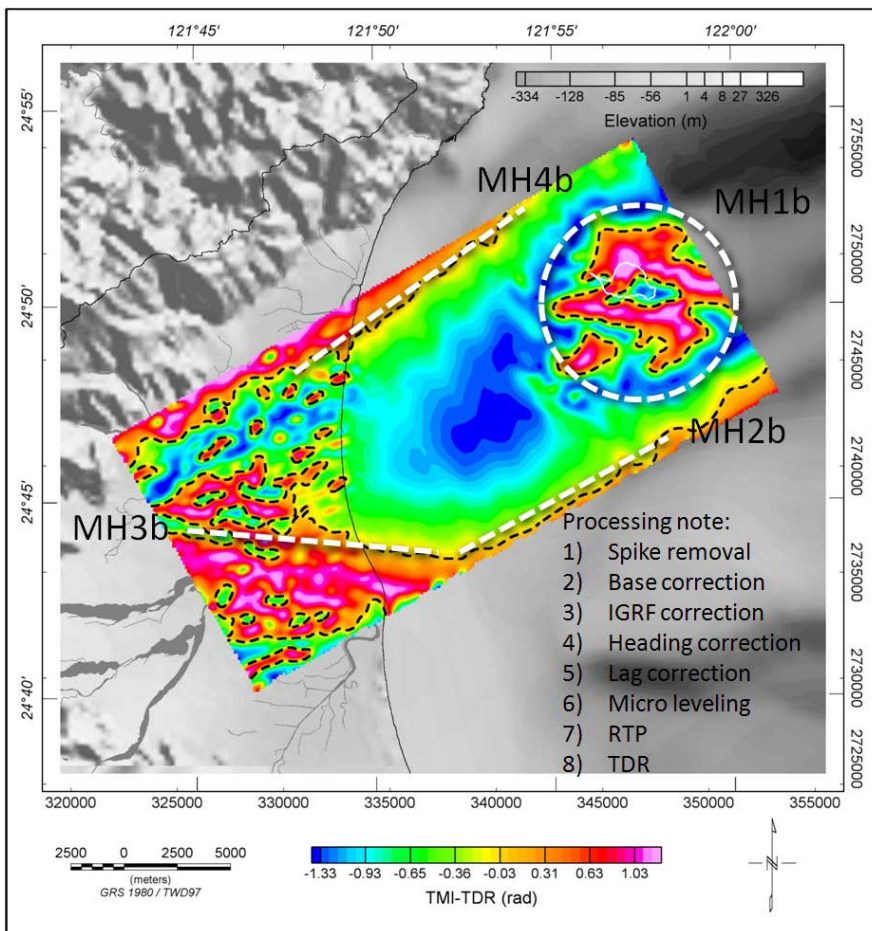 121°45'
121°50'
121°55'
122°00'
24°55'
24°50'
24°45'
24°40'
-334 -128 -85 -56 1 4 8 27 326
Elevation (m)
2755000
2750000
2745000
2740000
2735000
2730000
2725000
MH4b
MH1b
MH2b
MH3b
Processing note:
1) Spike removal
2) Base correction
3) IGRF correction
4) Heading correction
5) Lag correction
6) Micro leveling
7) RTP
8) TDR
320000 325000 330000 335000 340000 345000 350000 355000
2500 0 2500 5000
(meters)
GRS 1980 / TWD97
-1.33 -0.93 -0.65 -0.36 -0.03 0.31 0.63 1.03
TMI-TDR (rad)
N